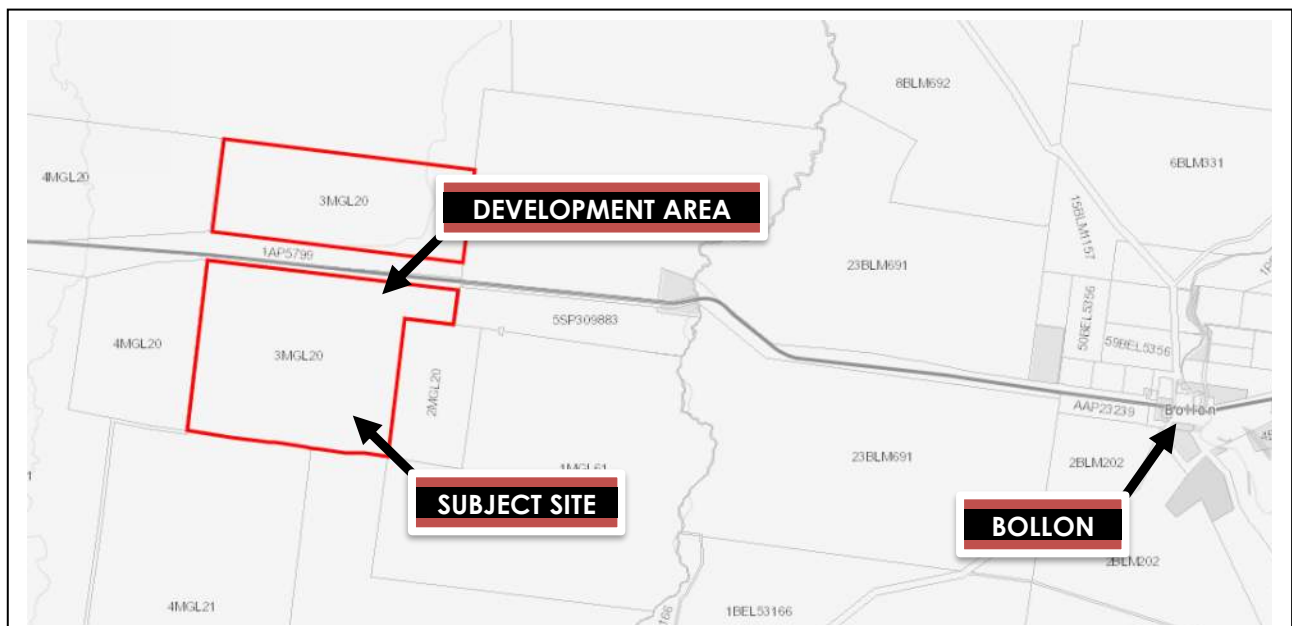 8BLM692
6BLM331
4MGL20
3MGL20
DEVELOPMENT AREA
15BLM1157
1AP5799
23BLM691
5SP309883
50BEL5356
59BEL5356
4MGL20
3MGL20
2MGL20
AAP23239
Bollon
23BLM691
2BLM202
SUBJECT SITE
BOLLON
2BLM202
4MGL21
1BEL53166